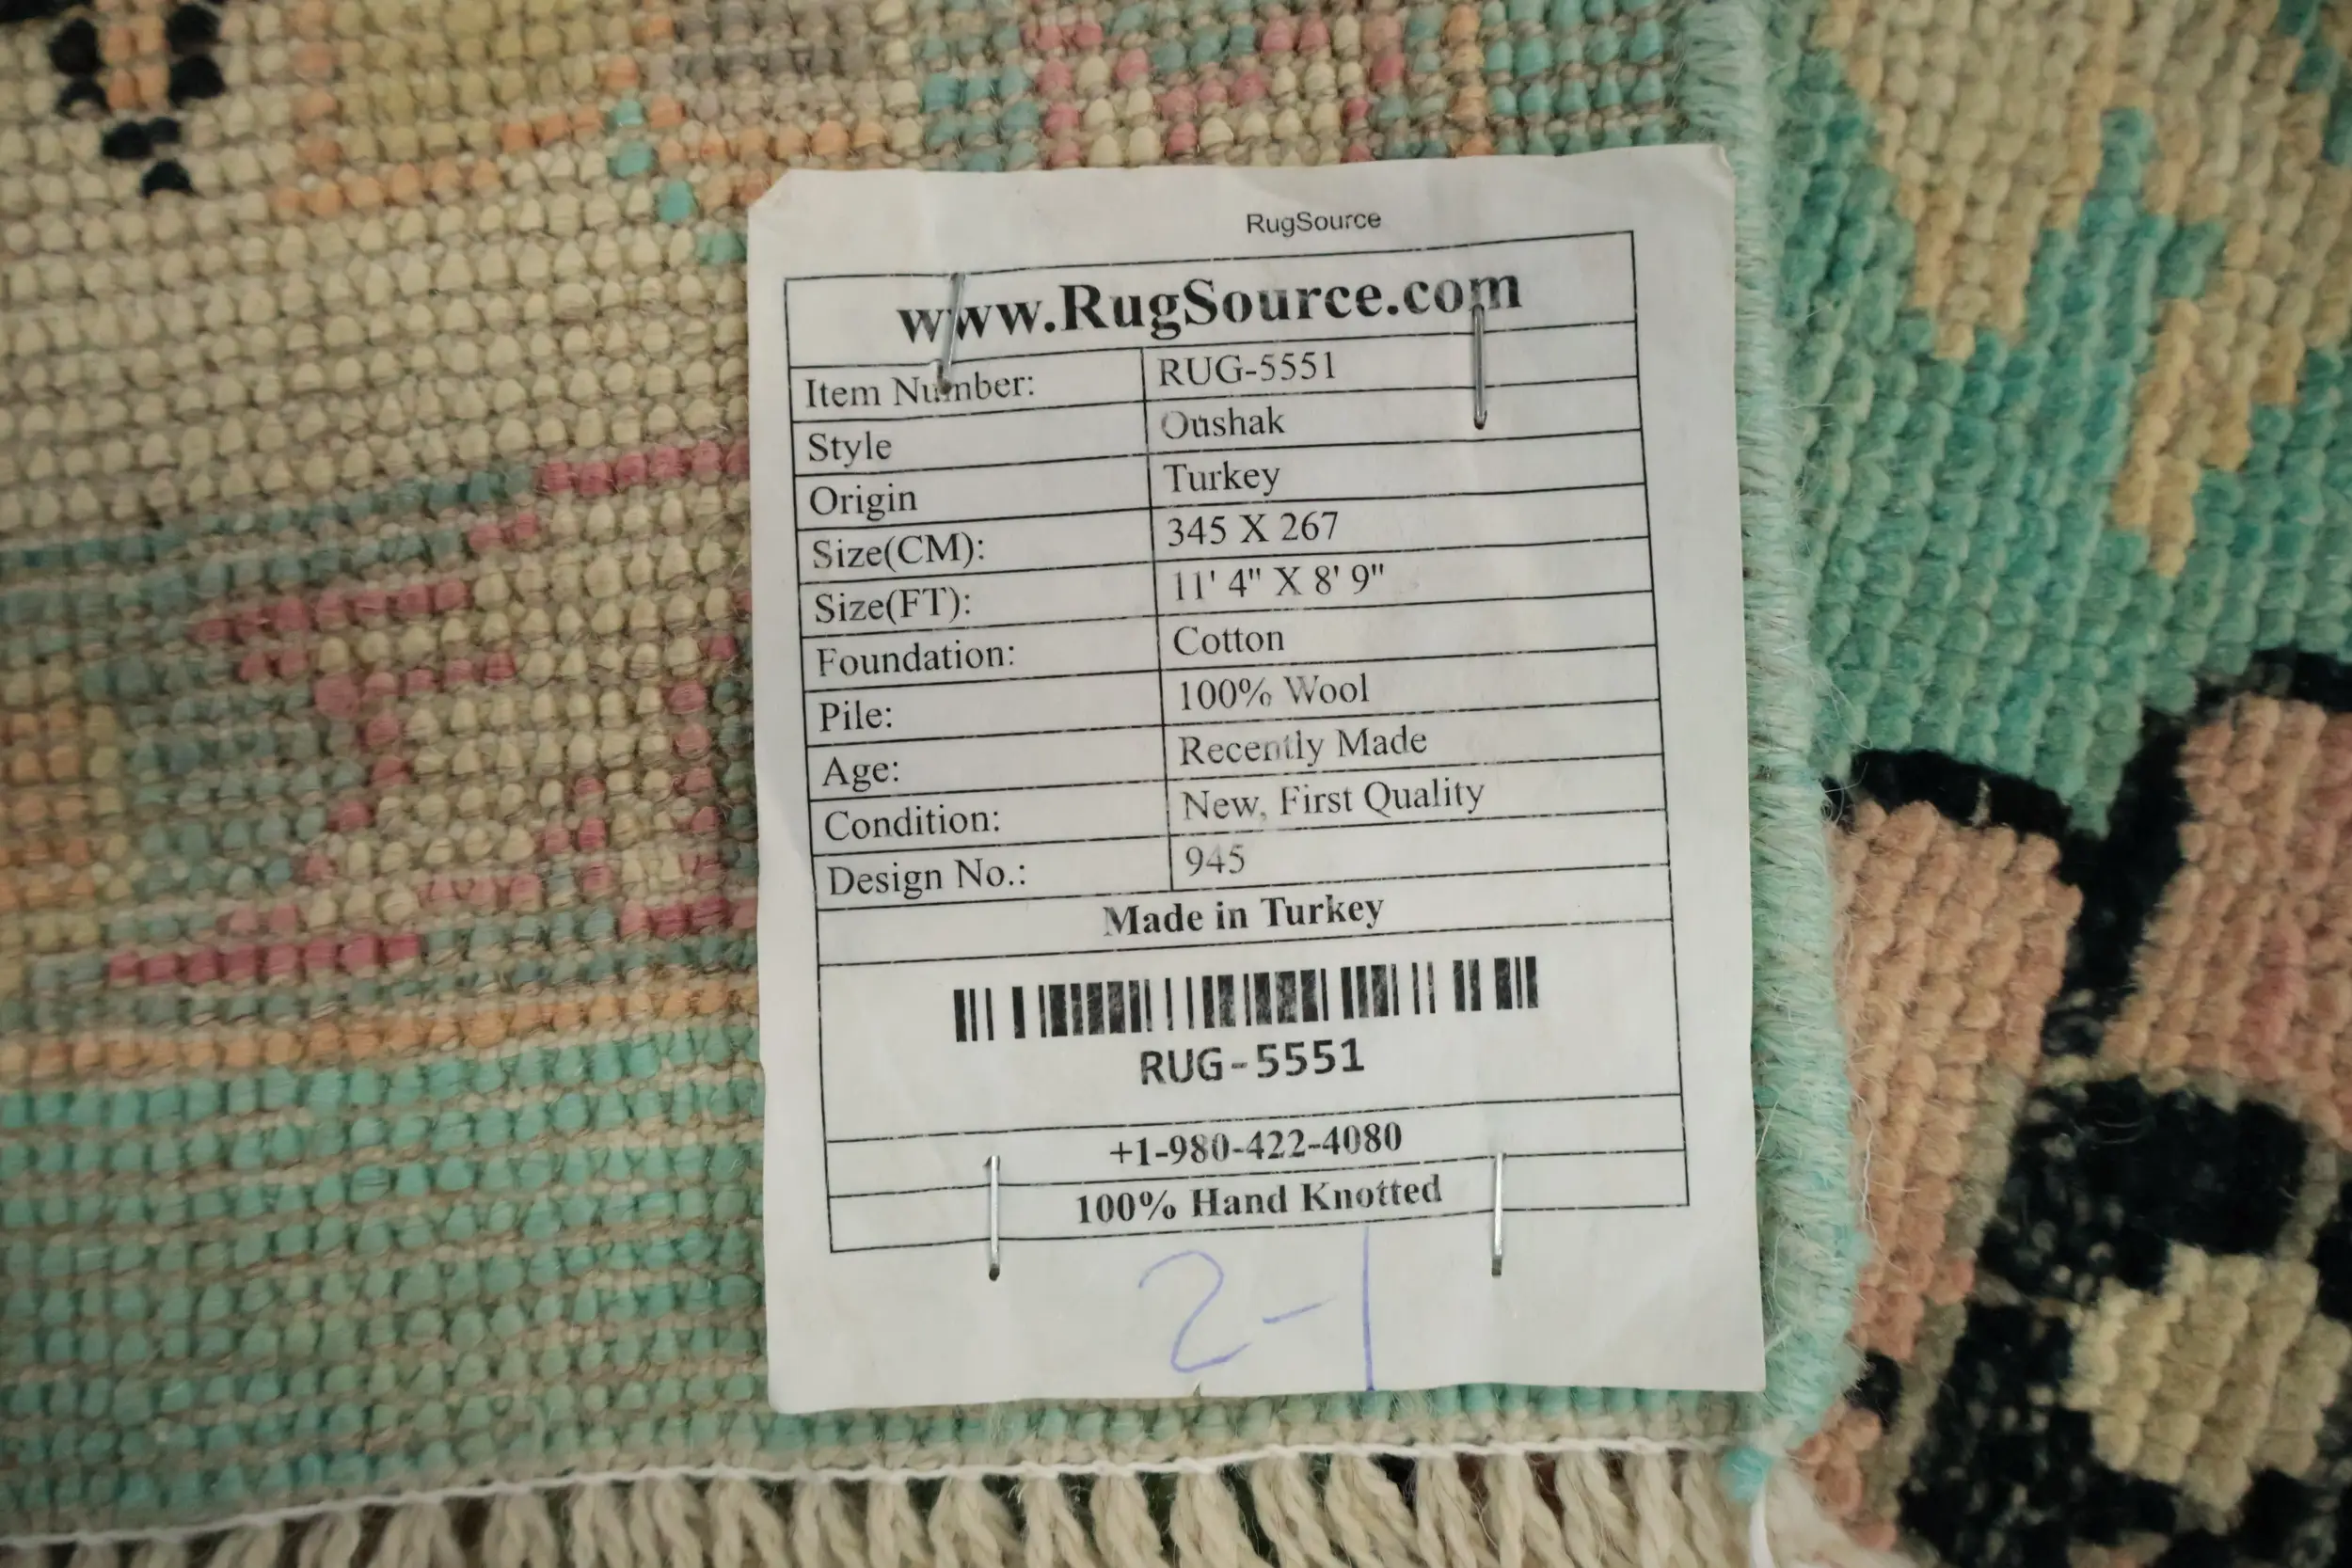 RugSource
www.RugSource.com
Item Number: RUG-5551
Style Oushak
Origin Turkey
Size(CM): 345 X 267
Size(FT): 11' 4" X 8' 9"
Foundation: Cotton
Pile: 100% Wool
Age: Recently Made
Condition: New, First Quality
Design No.: 945
Made in Turkey
RUG-5551
+1-980-422-4080
100% Hand Knotted
2-1